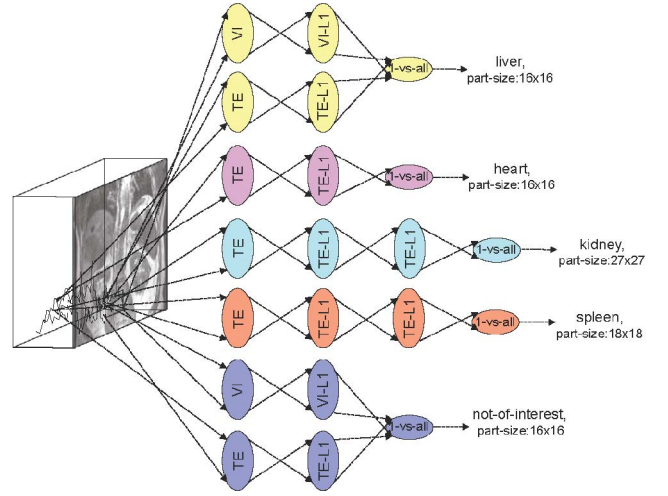 VI
VI-L1
TE
TE-L1
1-vs-all
liver,
part-size:16x16
TE
TE-L1
1-vs-all
heart,
part-size:16x16
TE
TE-L1
TE-L1
1-vs-all
kidney,
part-size:27x27
TE
TE-L1
TE-L1
1-vs-all
spleen,
part-size:18x18
VI
VI-L1
TE
TE-L1
1-vs-all
not-of-interest,
part-size:16x16